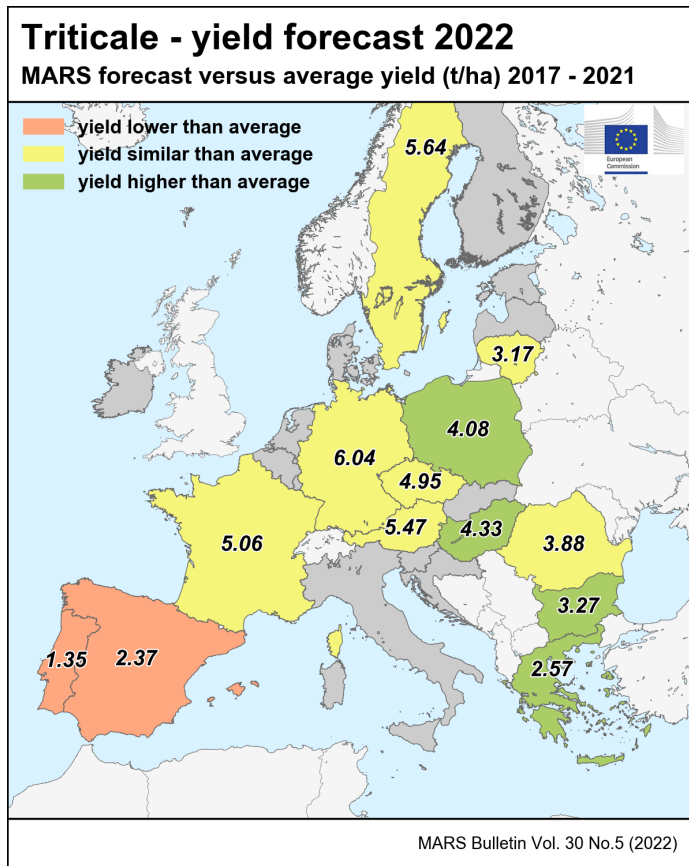 Triticale - yield forecast 2022
MARS forecast versus average yield (t/ha) 2017 - 2021
yield lower than average
yield similar than average
yield higher than average
European
Commission
5.64
3.17
4.08
6.04
4.95
5.47
4.33
5.06
3.88
3.27
2.57
1.35
2.37
MARS Bulletin Vol. 30 No.5 (2022)